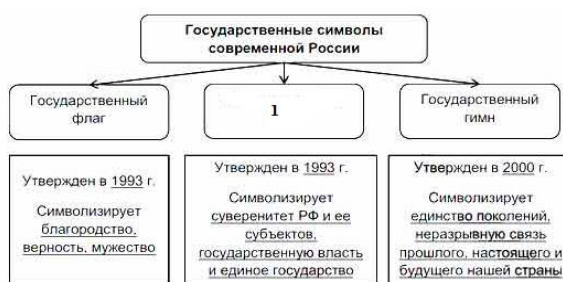 Государственные символы
современной России
Государственный
флаг
1
Государственный
гимн
Утвержден в 1993 г.
Символизирует
благородство,
верность, мужество
Утвержден в 1993 г.
Символизирует
суверенитет РФ и ее
субъектов,
государственную власть
и единое государство
Утвержден в 2000 г.
Символизирует
единство поколений,
неразрывную связь
прошлого, настоящего и
будущего нашей страны